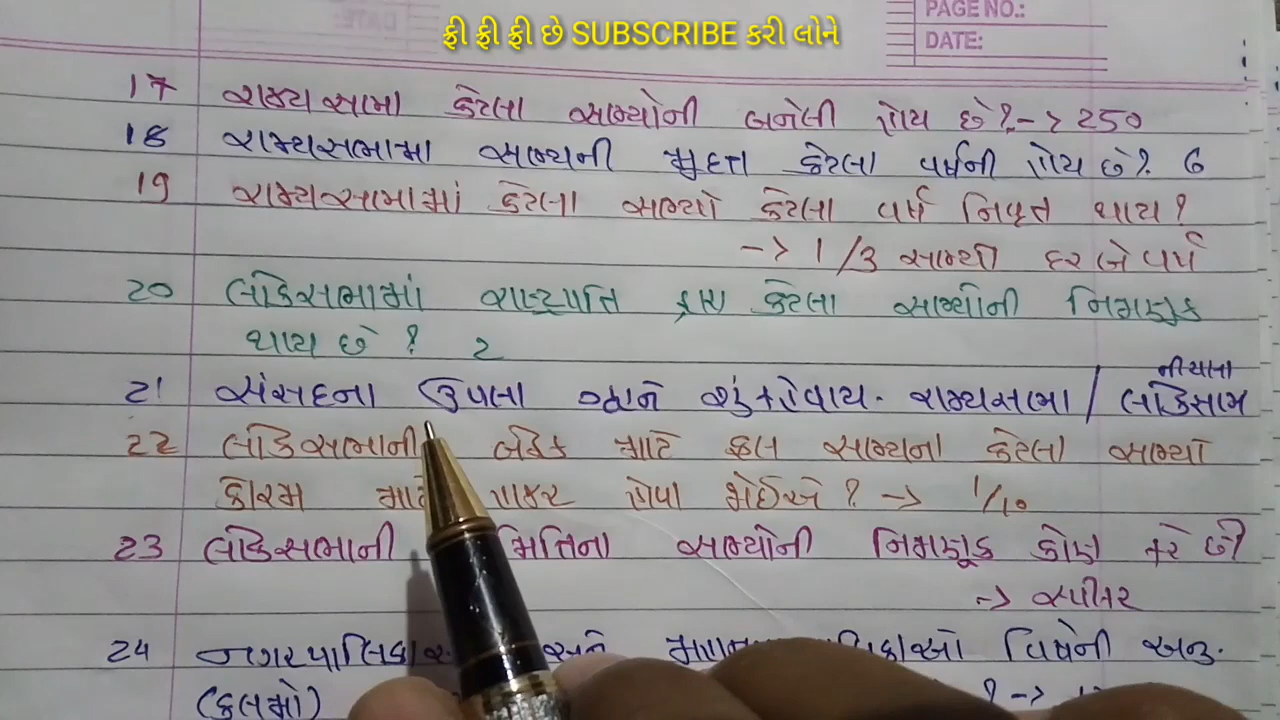 ફ્રી ફ્રી ફ્રી છે SUBSCRIBE કરી લોને
PAGE NO.:
DATE:
17 રાજ્યસભા કેટલા સભ્યોની બનેલી હોય છે? -> 250
18 રાજ્યસભામા સભ્યની મુદત કેટલા વર્ષની હોય છે? 6
19 રાજ્યસભામાં કેટલા સભ્યો કેટલા વર્ષે નિવૃત થાય?
-> 1/3 સભ્યો દર બે વર્ષે
20 લોકસભામાં રાષ્ટ્રપતિ દ્વારા કેટલા સભ્યોની નિમણુક
થાય છે? 2
નીચલા
21 સંસદના ઉપલા ગૃહને શું કહેવાય. રાજ્યસભા / લોકસભા
22 લોકસભાની બેઠક માટે કુલ સભ્યના કેટલા સભ્યો
કોરમ માટે હાજર હોવા જોઈએ? -> 1/10
23 લોકસભાની મિતિના સભ્યોની નિમણૂક કોણ કરે છે
-> સ્પીકર
24 નગરપાલિકા અને વિષેની અનુ.
(કલમો) ? ->